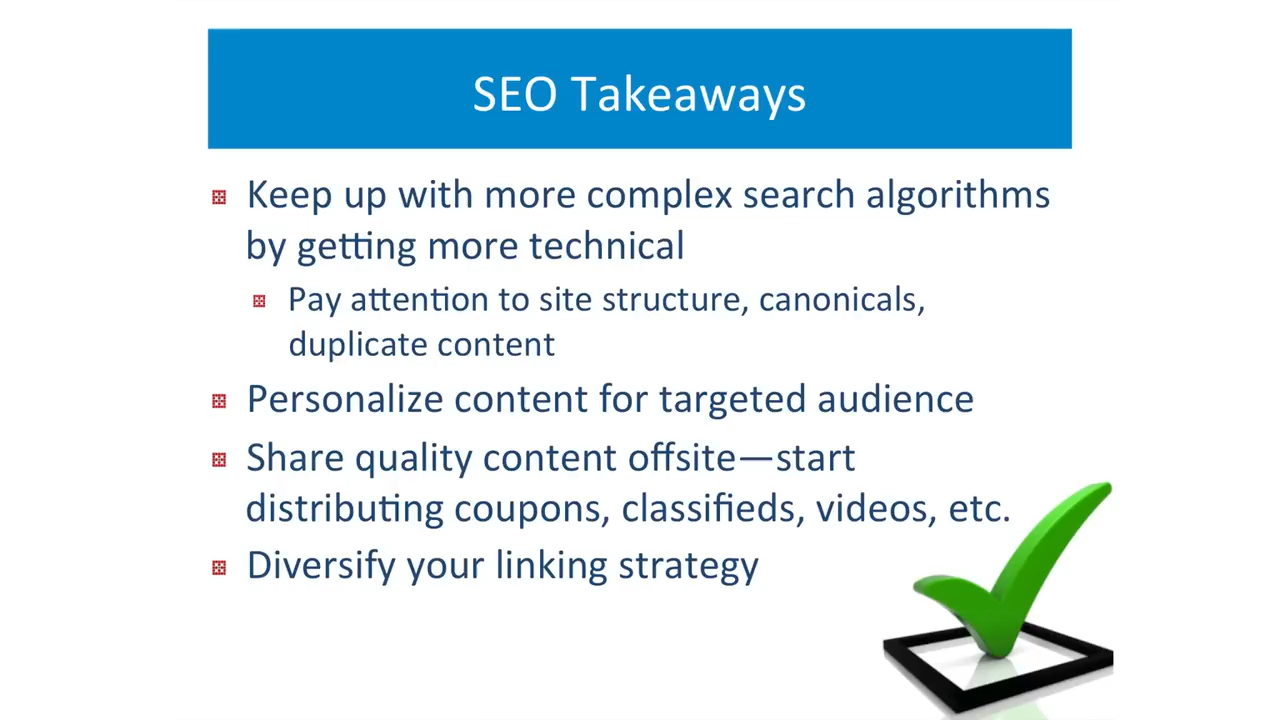 SEO Takeaways
Keep up with more complex search algorithms
by getting more technical
Pay attention to site structure, canonicals,
duplicate content
Personalize content for targeted audience
Share quality content offsite—start
distributing coupons, classifieds, videos, etc.
Diversify your linking strategy